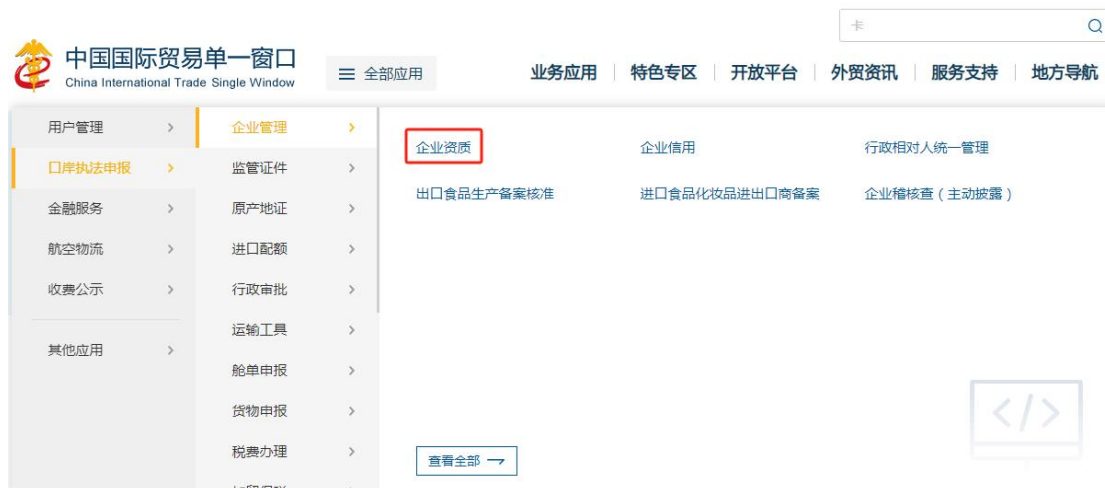 卡
中国国际贸易单一窗口
China International Trade Single Window
全部应用
业务应用
特色专区
开放平台
外贸资讯
服务支持
地方导航
用户管理
口岸执法申报
金融服务
航空物流
收费公示
其他应用
企业管理
监管证件
原产地证
进口配额
行政审批
运输工具
舱单申报
货物申报
税费办理
企业资质
企业信用
行政相对人统一管理
出口食品生产备案核准
进口食品化妆品进出口商备案
企业稽核查（主动披露）
查看全部